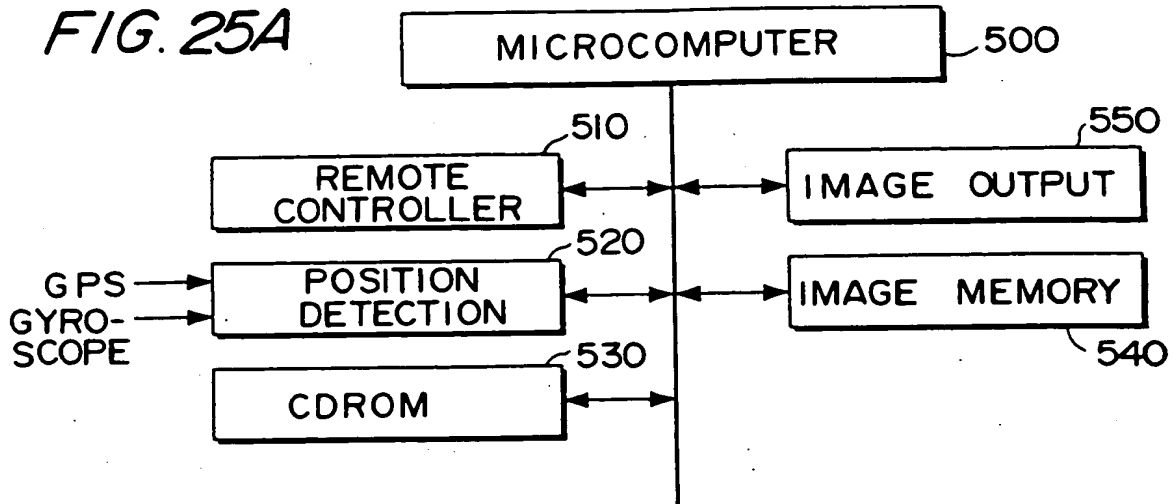 FIG. 25A
MICROCOMPUTER
500
510
REMOTE
CONTROLLER
550
IMAGE OUTPUT
520
GPS
GYRO-
SCOPE
POSITION
DETECTION
IMAGE MEMORY
540
530
CDROM